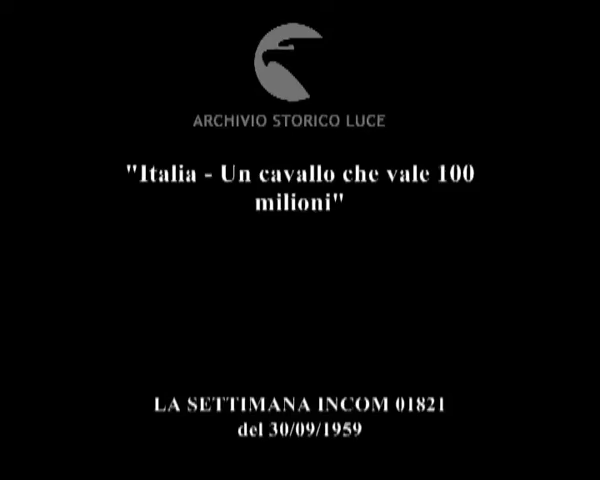 ARCHIVIO STORICO LUCE
"Italia - Un cavallo che vale 100
milioni"
LA SETTIMANA INCOM 01821
del 30/09/1959